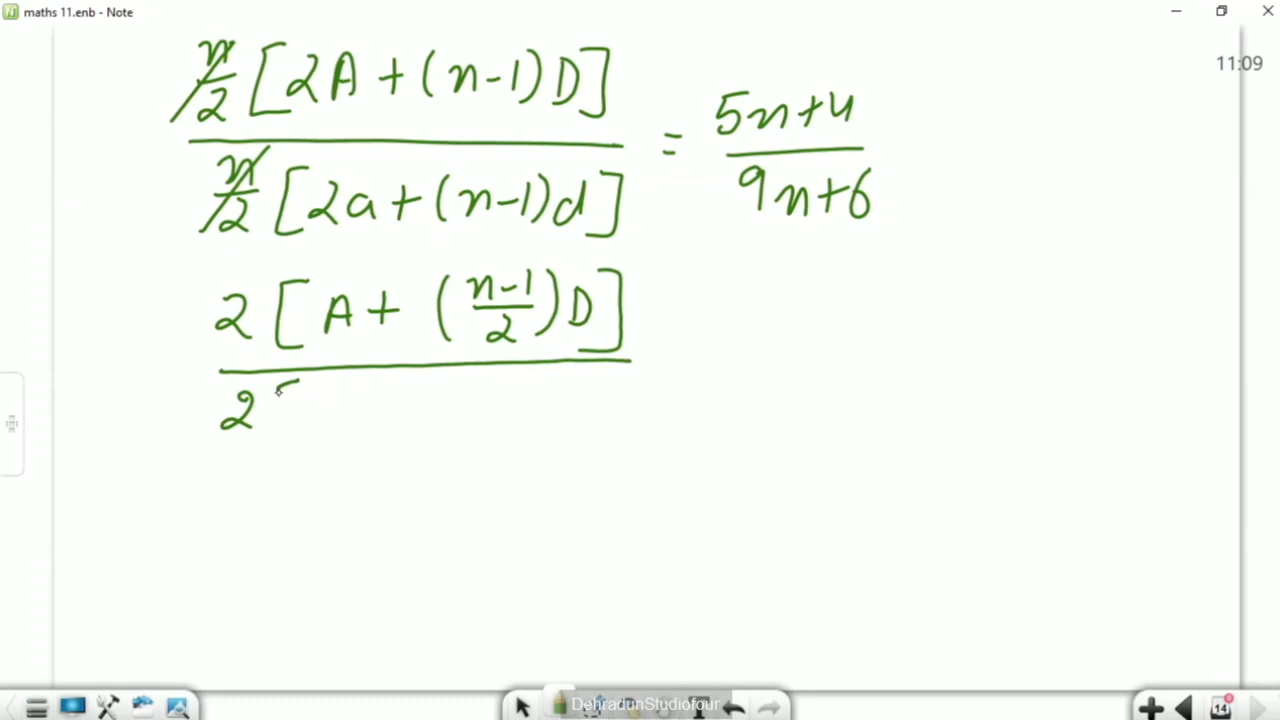 maths 11.enb - Note
11:09
n/2 [2A + (n-1) D] / n/2 [2a + (n-1) d] = 5n+4 / 9n+6
2 [A + (n-1/2) D] / 2
14
DehradunStudiofour